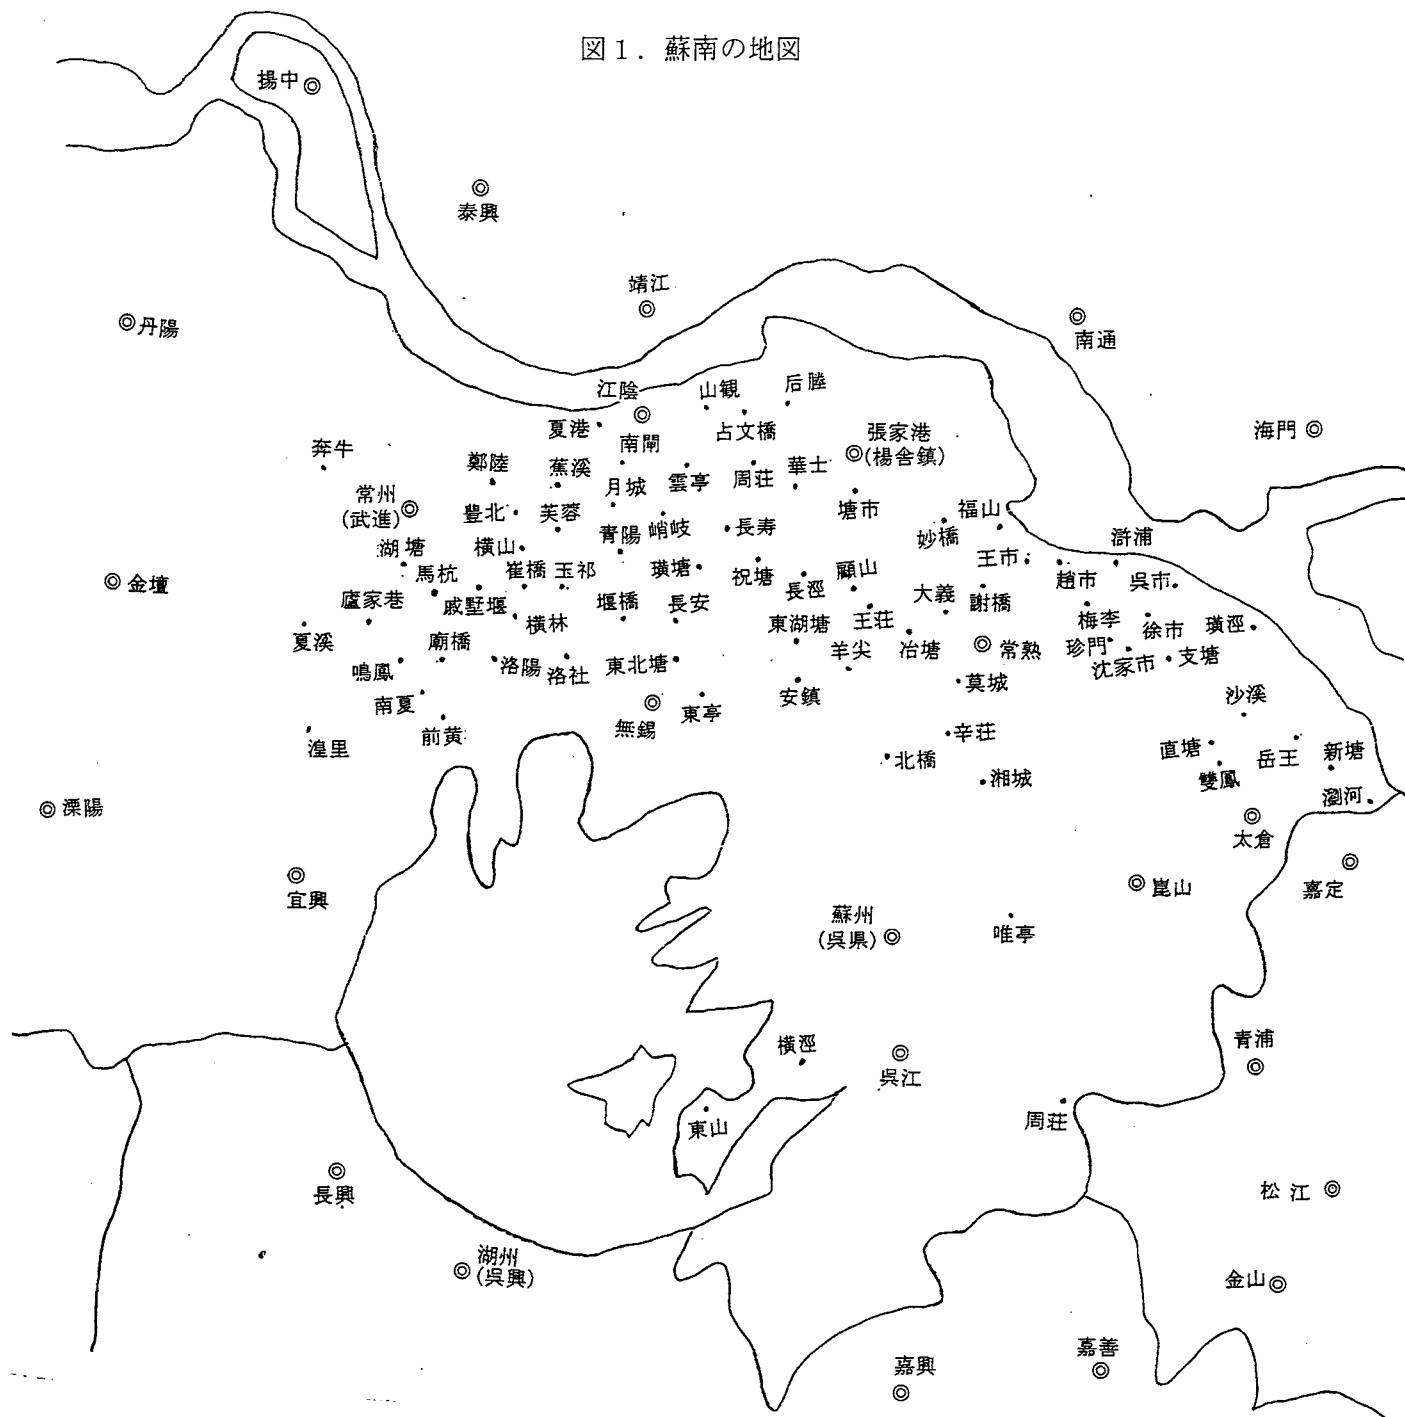 図1. 蘇南の地図
揚中
泰興
靖江
丹陽
南通
江陰
山観
后塍
夏港
南閘
占文橋
張家港
(楊舎鎮)
海門
奔牛
鄭陸
蕉溪
月城
雲亭
周荘
華士
常州
(武進)
豊北
芙蓉
塘市
福山
青陽
峭岐
長寿
妙橋
滸浦
湖塘
横山
王市
馬杭
崔橋
玉祁
璜塘
祝塘
長涇
顧山
趙市
呉市
金壇
盧家巷
戚墅堰
堰橋
長安
大義
謝橋
横林
東湖塘
王荘
梅李
徐市
璜涇
夏溪
廟橋
羊尖
冶塘
常熟
珍門
沈家市
支塘
鳴鳳
洛陽
洛社
東北塘
莫城
南夏
安鎮
沙溪
無錫
東亭
前黄
湟里
辛荘
直塘
岳王
新塘
北橋
湘城
雙鳳
瀏河
溧陽
太倉
宜興
崑山
嘉定
蘇州
(呉県)
唯亭
横涇
青浦
呉江
東山
周荘
長興
松江
湖州
(呉興)
金山
嘉善
嘉興